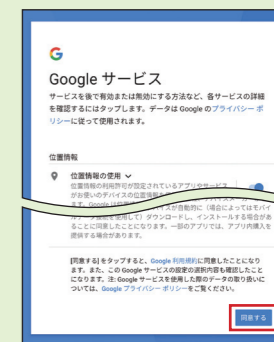 Google サービス
サービスを後で有効または無効にする方法など、各サービスの詳細
を確認するにはタップします。データは Google のプライバシー ポ
リシーに従って使用されます。
位置情報
位置情報の使用
位置情報の利用許可が設定されているアプリやサービス
がお使いのデバイスの位置情報を
ることに同意したことになります。一部のアプリでは、アプリ内購入を
提供する場合があります。
[同意する] をタップすると、Google 利用規約に同意したことになり
ます。また、この Google サービスの設定の選択内容も確認したこと
になります。注: Google サービスを使用した際のデータの取り扱いに
ついては、Google プライバシー ポリシーをご覧ください。
同意する